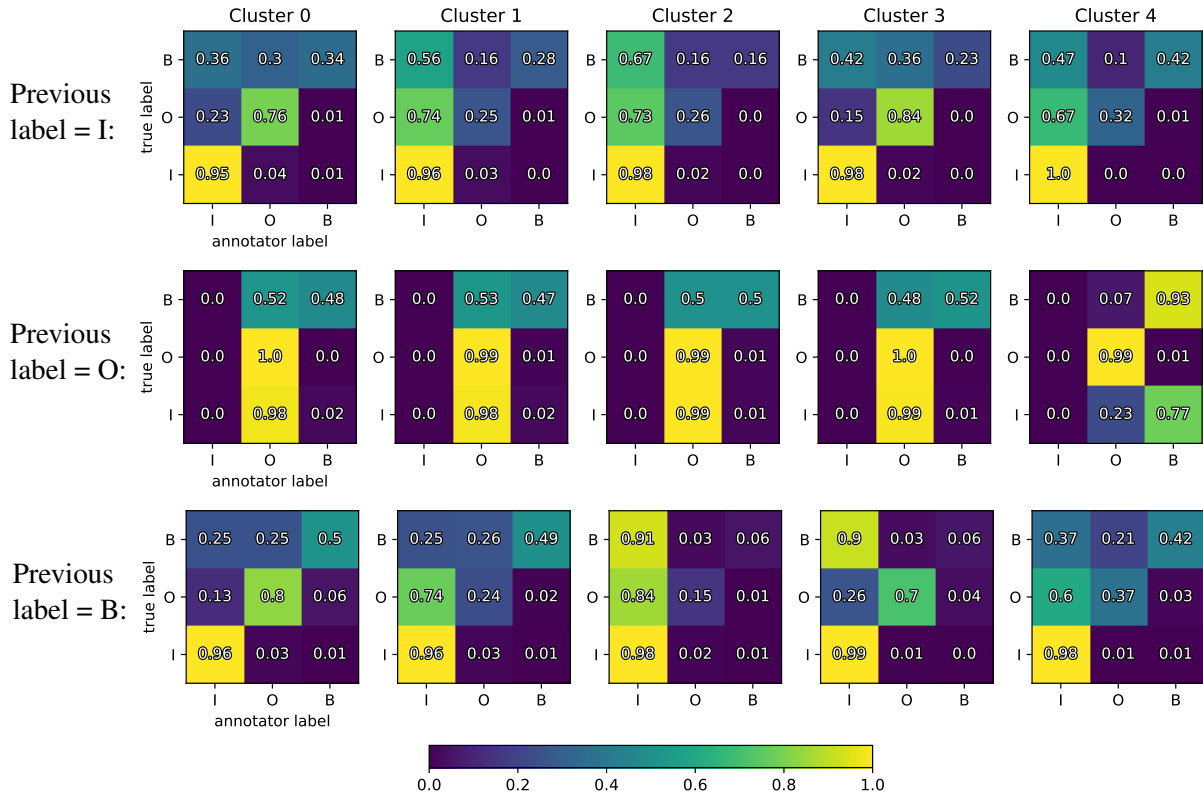 Cluster 0 Cluster 1 Cluster 2 Cluster 3 Cluster 4
Previous
label = I:
true label
B 0.36 0.3 0.34 B 0.56 0.16 0.28 B 0.67 0.16 0.16 B 0.42 0.36 0.23 B 0.47 0.1 0.42
O 0.23 0.76 0.01 O 0.74 0.25 0.01 O 0.73 0.26 0.0 O 0.15 0.84 0.0 O 0.67 0.32 0.01
I 0.95 0.04 0.01 I 0.96 0.03 0.0 I 0.98 0.02 0.0 I 0.98 0.02 0.0 I 1.0 0.0 0.0
I O B I O B I O B I O B I O B
annotator label
Previous
label = O:
true label
B 0.0 0.52 0.48 B 0.0 0.53 0.47 B 0.0 0.5 0.5 B 0.0 0.48 0.52 B 0.0 0.07 0.93
O 0.0 1.0 0.0 O 0.0 0.99 0.01 O 0.0 0.99 0.01 O 0.0 1.0 0.0 O 0.0 0.99 0.01
I 0.0 0.98 0.02 I 0.0 0.98 0.02 I 0.0 0.99 0.01 I 0.0 0.99 0.01 I 0.0 0.23 0.77
I O B I O B I O B I O B I O B
annotator label
Previous
label = B:
true label
B 0.25 0.25 0.5 B 0.25 0.26 0.49 B 0.91 0.03 0.06 B 0.9 0.03 0.06 B 0.37 0.21 0.42
O 0.13 0.8 0.06 O 0.74 0.24 0.02 O 0.84 0.15 0.01 O 0.26 0.7 0.04 O 0.6 0.37 0.03
I 0.96 0.03 0.01 I 0.96 0.03 0.01 I 0.98 0.02 0.01 I 0.99 0.01 0.0 I 0.98 0.01 0.01
I O B I O B I O B I O B I O B
annotator label
0.0 0.2 0.4 0.6 0.8 1.0